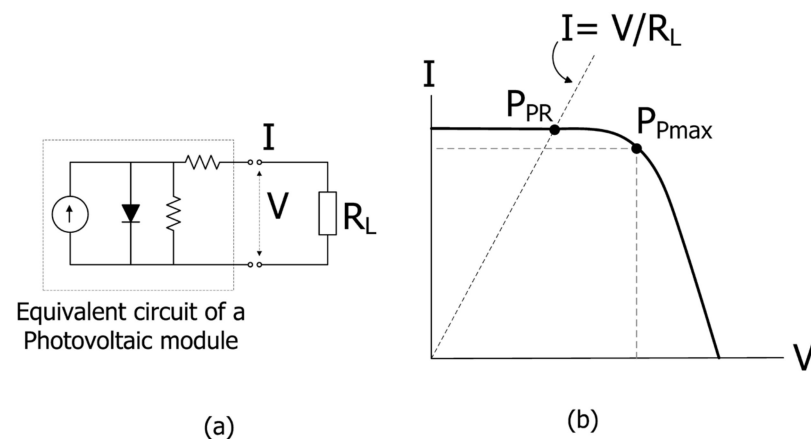 I
V
R_L
Equivalent circuit of a
Photovoltaic module
(a)
I= V/R_L
I
P_PR
P_Pmax
V
(b)